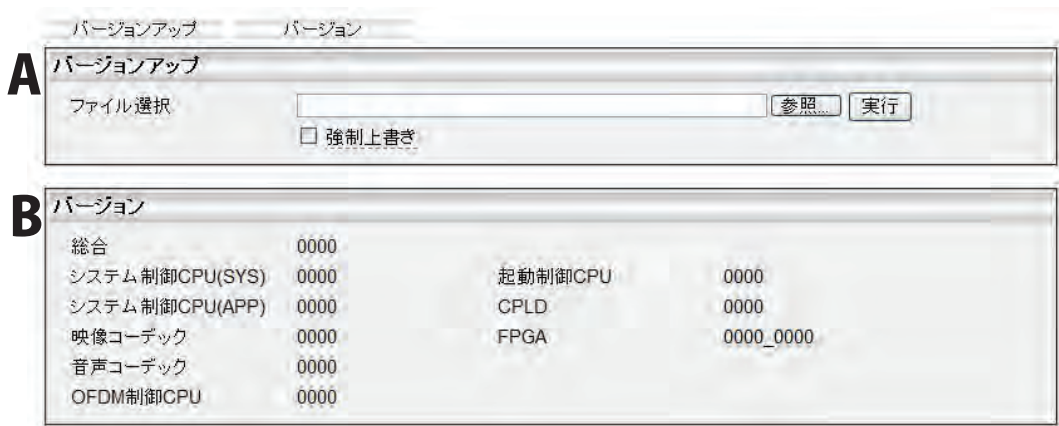 バージョンアップ バージョン
A
バージョンアップ
ファイル選択 参照... 実行
強制上書き
B
バージョン
総合 0000
システム制御CPU(SYS) 0000 起動制御CPU 0000
システム制御CPU(APP) 0000 CPLD 0000
映像コーデック 0000 FPGA 0000_0000
音声コーデック 0000
OFDM制御CPU 0000